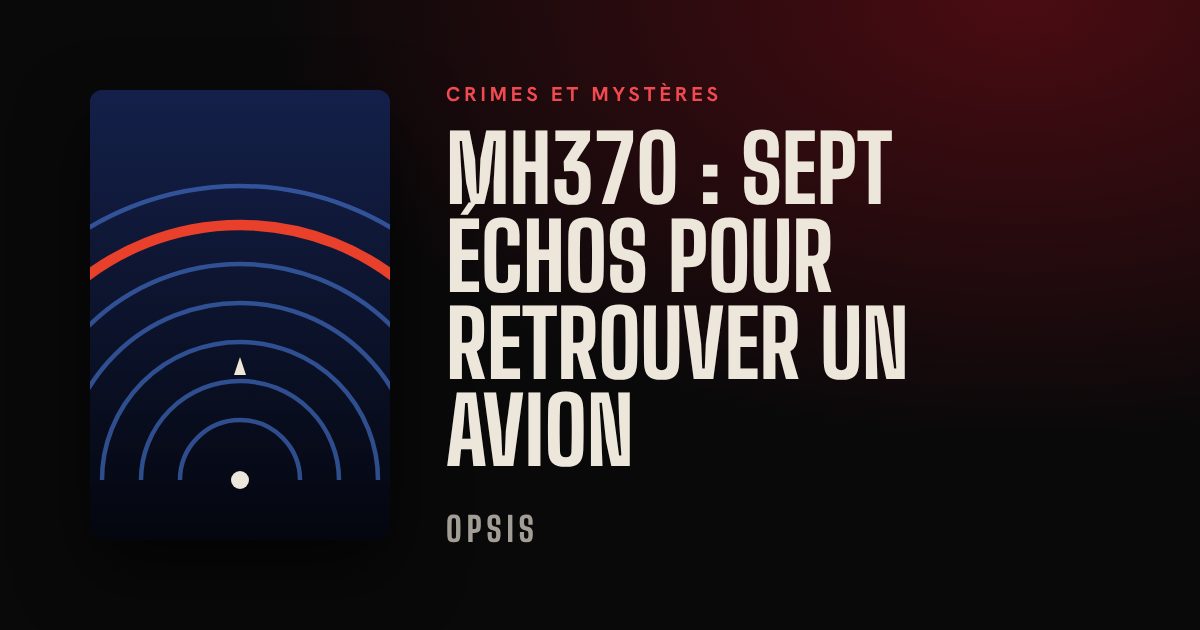 CRIMES ET MYSTÈRES
MH370 : SEPT
ÉCHOS POUR
RETROUVER UN
AVION
OPSIS